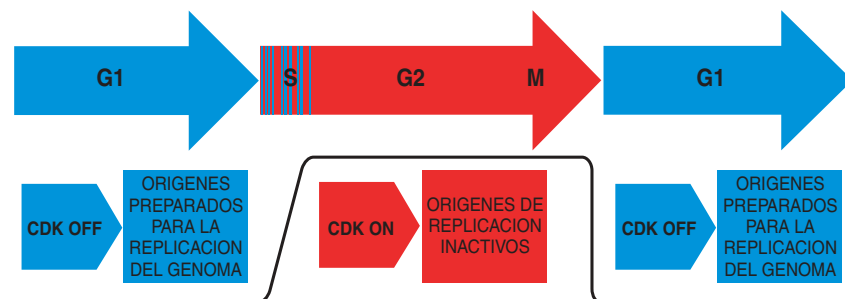 G1
S
G2
M
G1
CDK OFF
ORIGENES
PREPARADOS
PARA LA
REPLICACION
DEL GENOMA
CDK ON
ORIGENES DE
REPLICACION
INACTIVOS
CDK OFF
ORIGENES
PREPARADOS
PARA LA
REPLICACION
DEL GENOMA